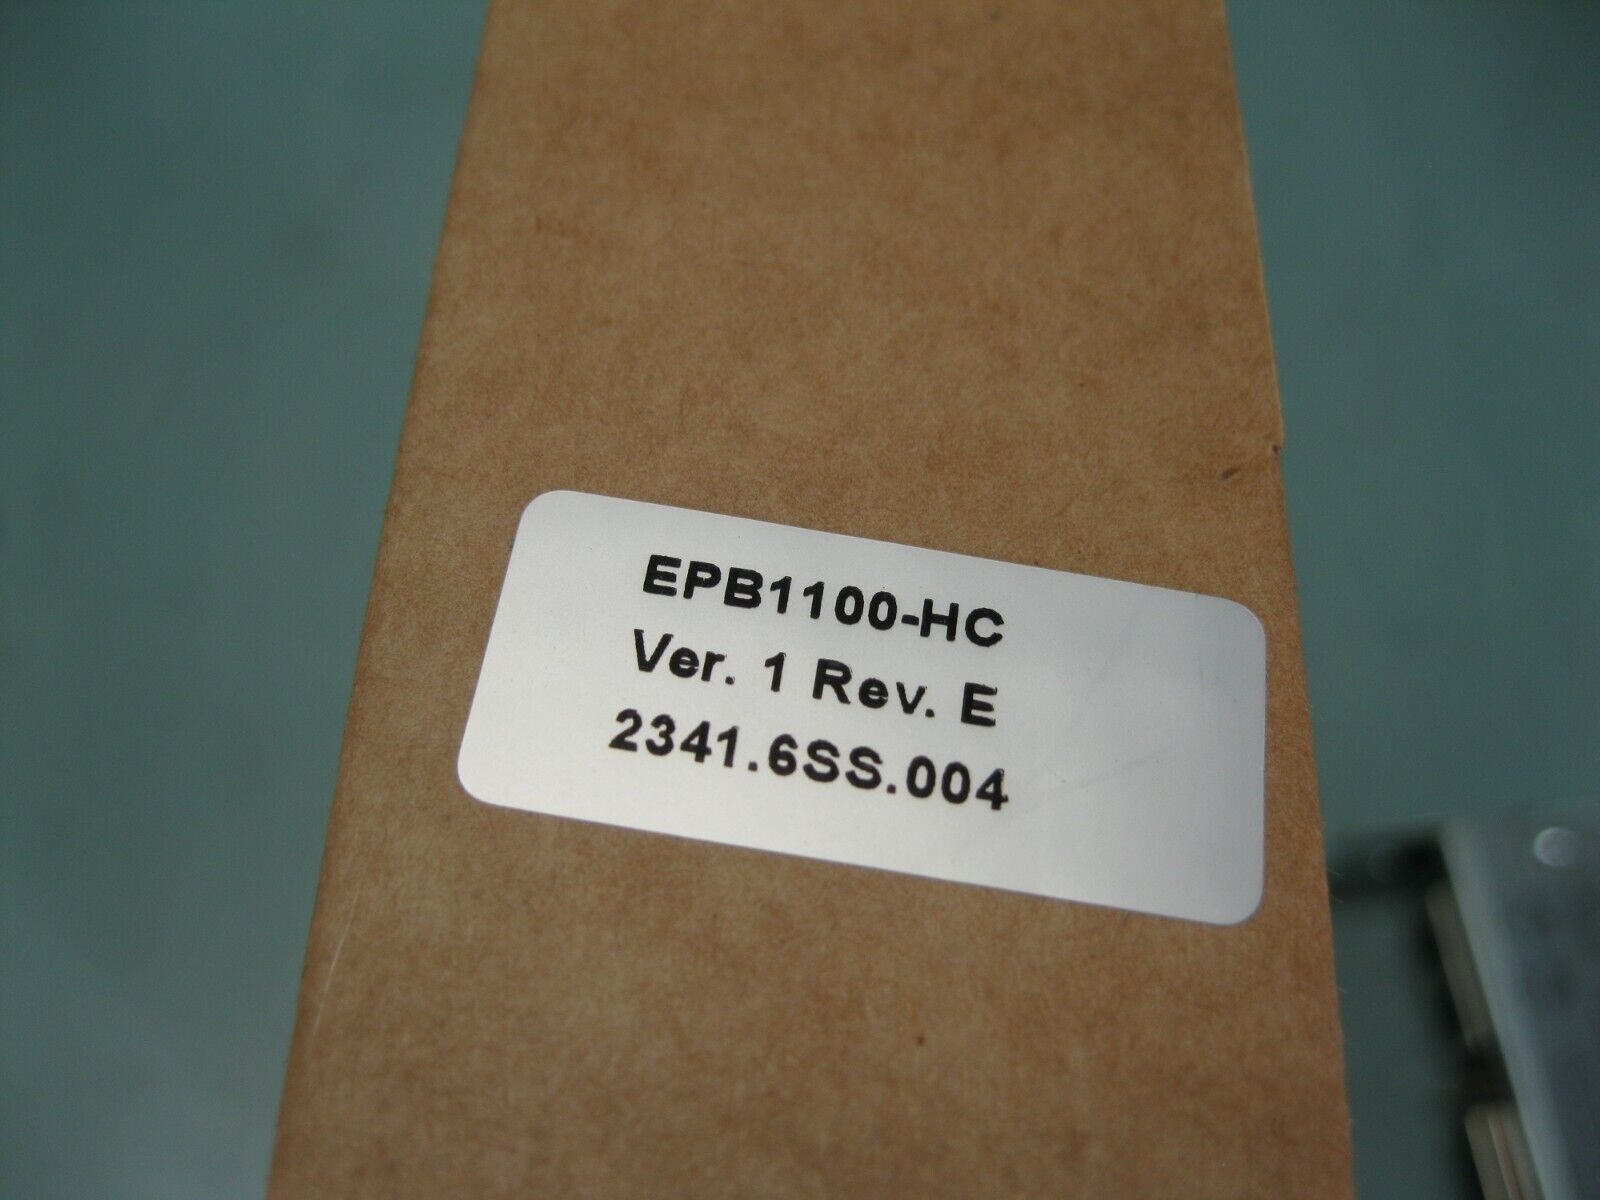 EPB1100-HC
Ver. 1 Rev. E
2341.6SS.004